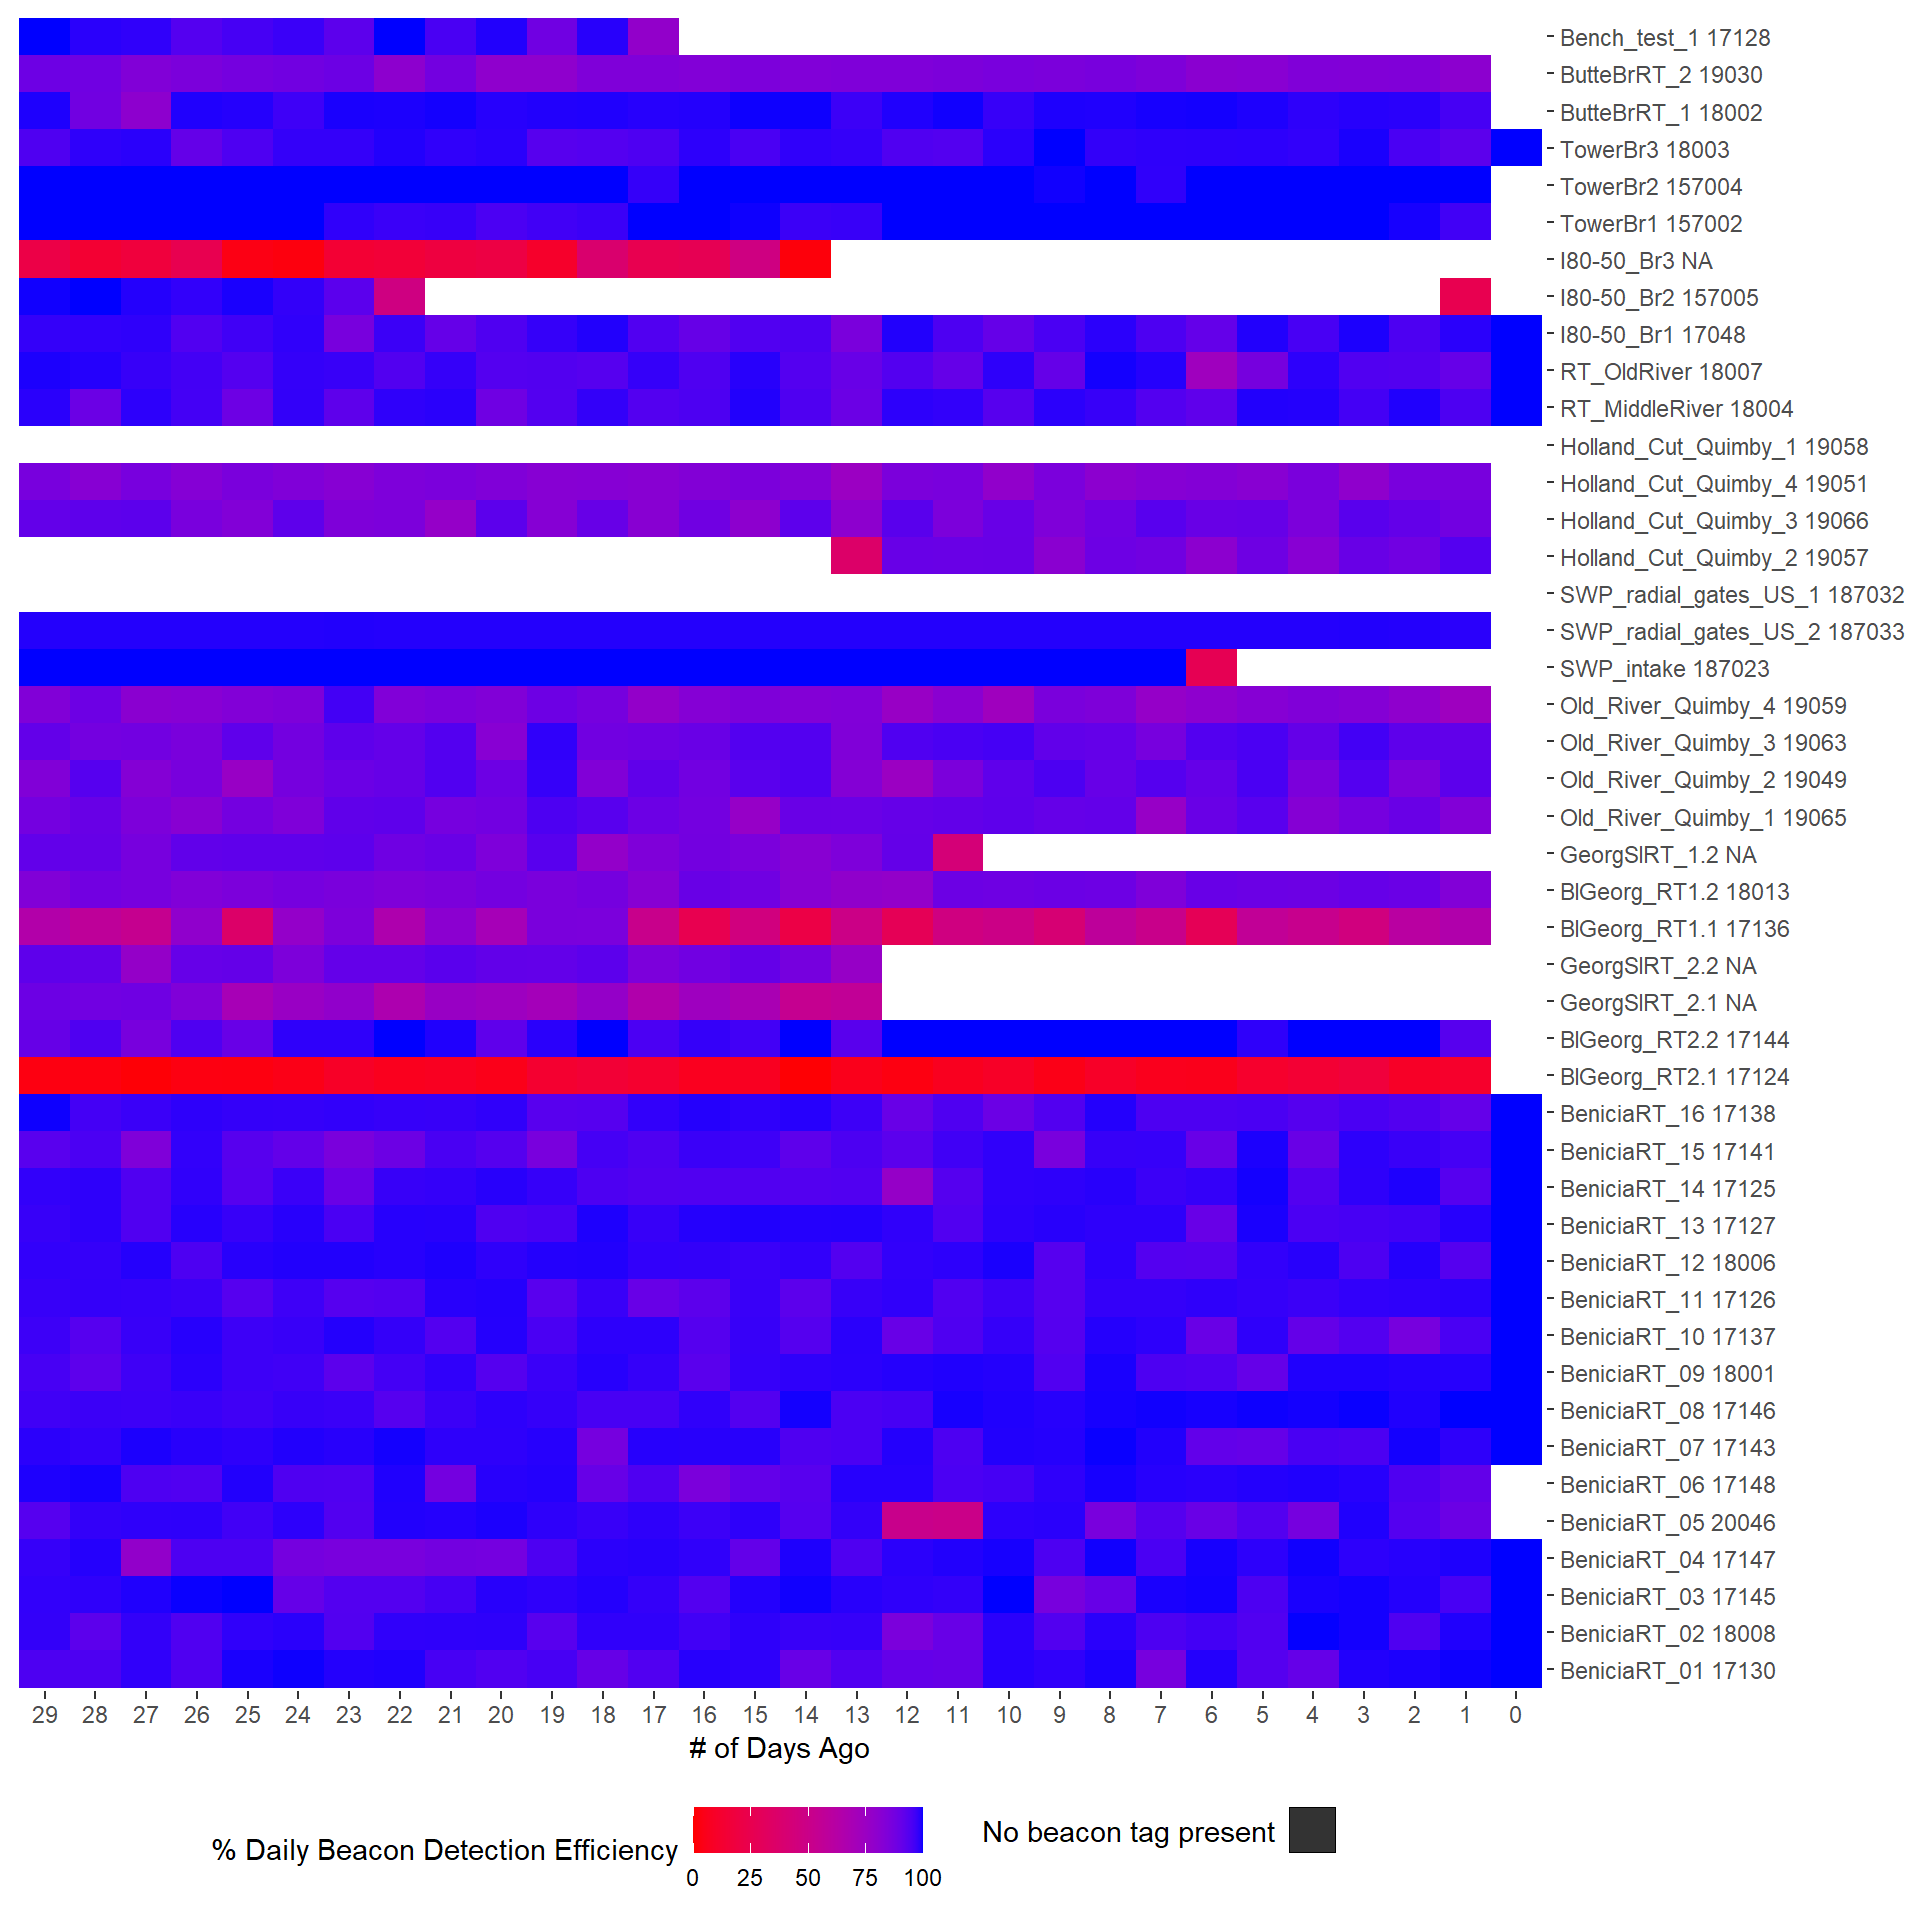 Bench_test_1 17128
ButteBrRT_2 19030
ButteBrRT_1 18002
TowerBr3 18003
TowerBr2 157004
TowerBr1 157002
I80-50_Br3 NA
I80-50_Br2 157005
I80-50_Br1 17048
RT_OldRiver 18007
RT_MiddleRiver 18004
Holland_Cut_Quimby_1 19058
Holland_Cut_Quimby_4 19051
Holland_Cut_Quimby_3 19066
Holland_Cut_Quimby_2 19057
SWP_radial_gates_US_1 187032
SWP_radial_gates_US_2 187033
SWP_intake 187023
Old_River_Quimby_4 19059
Old_River_Quimby_3 19063
Old_River_Quimby_2 19049
Old_River_Quimby_1 19065
GeorgSlRT_1.2 NA
BlGeorg_RT1.2 18013
BlGeorg_RT1.1 17136
GeorgSlRT_2.2 NA
GeorgSlRT_2.1 NA
BlGeorg_RT2.2 17144
BlGeorg_RT2.1 17124
BeniciaRT_16 17138
BeniciaRT_15 17141
BeniciaRT_14 17125
BeniciaRT_13 17127
BeniciaRT_12 18006
BeniciaRT_11 17126
BeniciaRT_10 17137
BeniciaRT_09 18001
BeniciaRT_08 17146
BeniciaRT_07 17143
BeniciaRT_06 17148
BeniciaRT_05 20046
BeniciaRT_04 17147
BeniciaRT_03 17145
BeniciaRT_02 18008
BeniciaRT_01 17130
29 28 27 26 25 24 23 22 21 20 19 18 17 16 15 14 13 12 11 10 9 8 7 6 5 4 3 2 1 0
# of Days Ago
% Daily Beacon Detection Efficiency
0 25 50 75 100
No beacon tag present